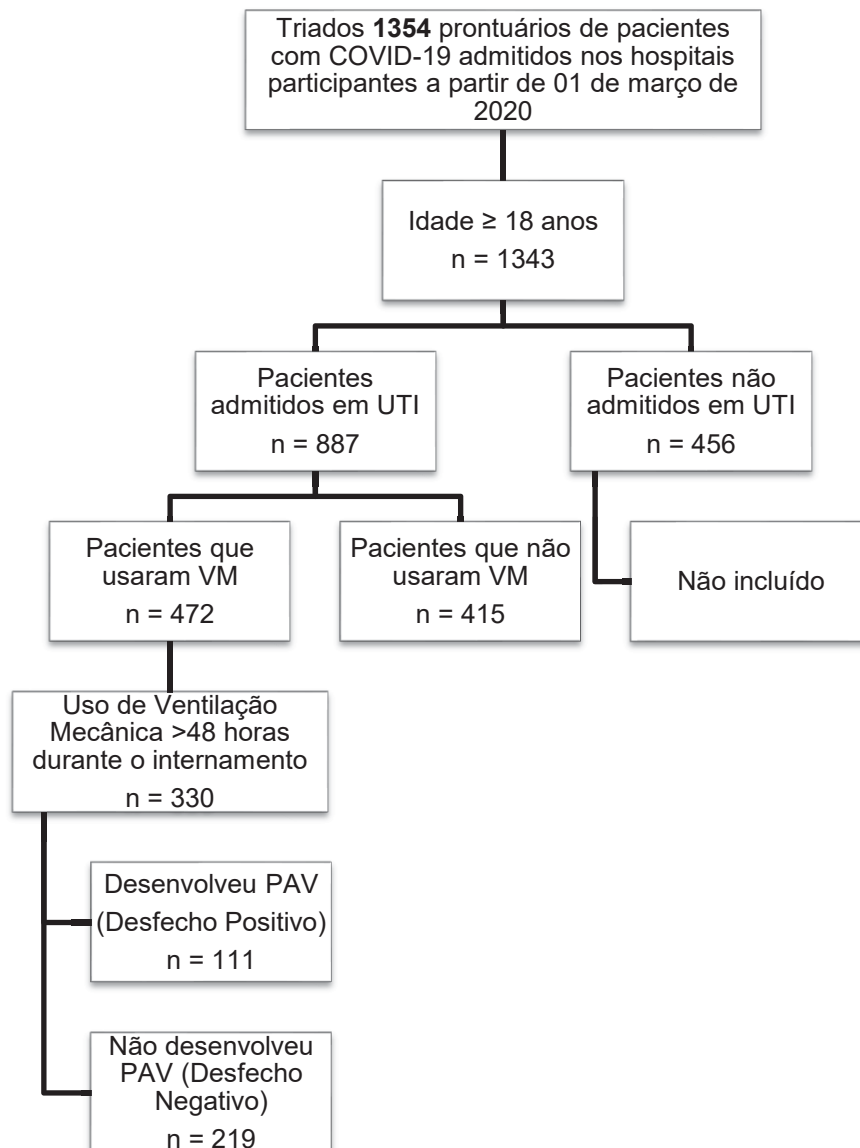 Triados 1354 prontuários de pacientes
com COVID-19 admitidos nos hospitais
participantes a partir de 01 de março de
2020
Idade ≥ 18 anos
n = 1343
Pacientes
admitidos em UTI
n = 887
Pacientes não
admitidos em UTI
n = 456
Pacientes que
usaram VM
n = 472
Pacientes que não
usaram VM
n = 415
Não incluído
Uso de Ventilação
Mecânica >48 horas
durante o internamento
n = 330
Desenvolveu PAV
(Desfecho Positivo)
n = 111
Não desenvolveu
PAV (Desfecho
Negativo)
n = 219